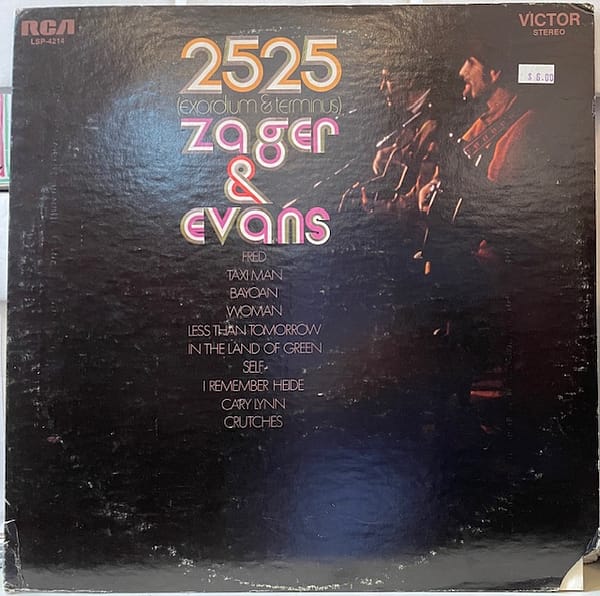 RCA
LSP-4214
VICTOR
STEREO
$ 6.00
2525
(exordium & terminus)
zager
&
evans
FRED
TAXI MAN
BAYOAN
WOMAN
LESS THAN TOMORROW
IN THE LAND OF GREEN
SELF
I REMEMBER HEIDE
CARY LYNN
CRUTCHES